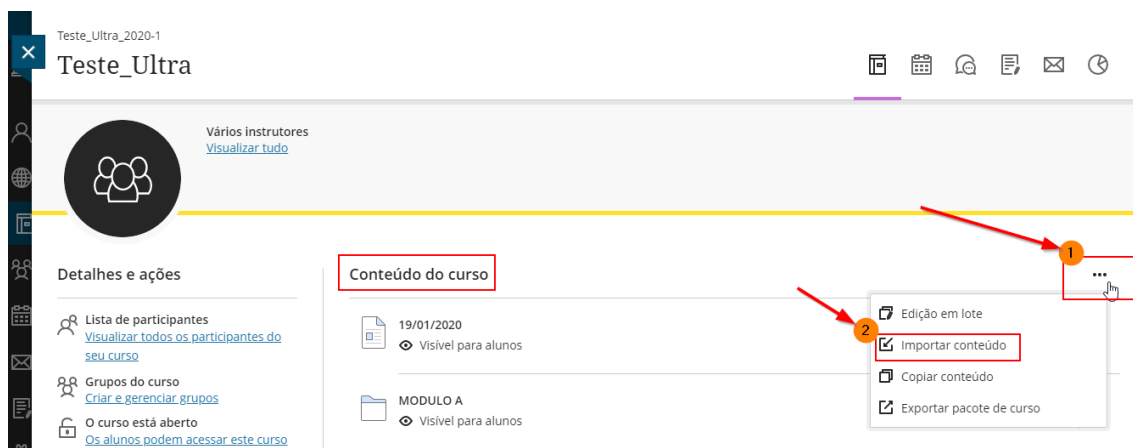 Teste_Ultra_2020-1
Teste_Ultra
Vários instrutores
Visualizar tudo
Detalhes e ações
Lista de participantes
Visualizar todos os participantes do
seu curso
Grupos do curso
Criar e gerenciar grupos
O curso está aberto
Os alunos podem acessar este curso
Conteúdo do curso
1
19/01/2020
Visível para alunos
MODULO A
Visível para alunos
Edição em lote
2
Importar conteúdo
Copiar conteúdo
Exportar pacote de curso